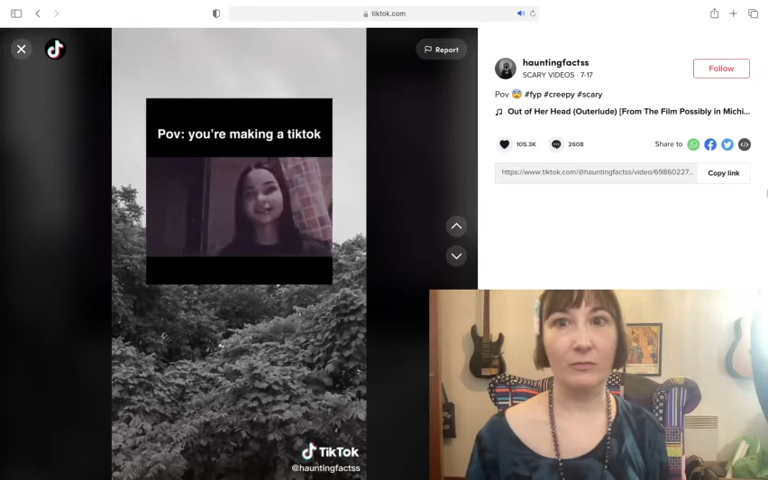 tiktok.com
Report
Pov: you're making a tiktok
TikTok
@hauntingfactss
hauntingfactss
SCARY VIDEOS · 7-17
Follow
Pov 😨 #fyp #creepy #scary
Out of Her Head (Outerlude) [From The Film Possibly in Michi...
105.3K
2608
Share to
https://www.tiktok.com/@hauntingfactss/video/69860227...
Copy link